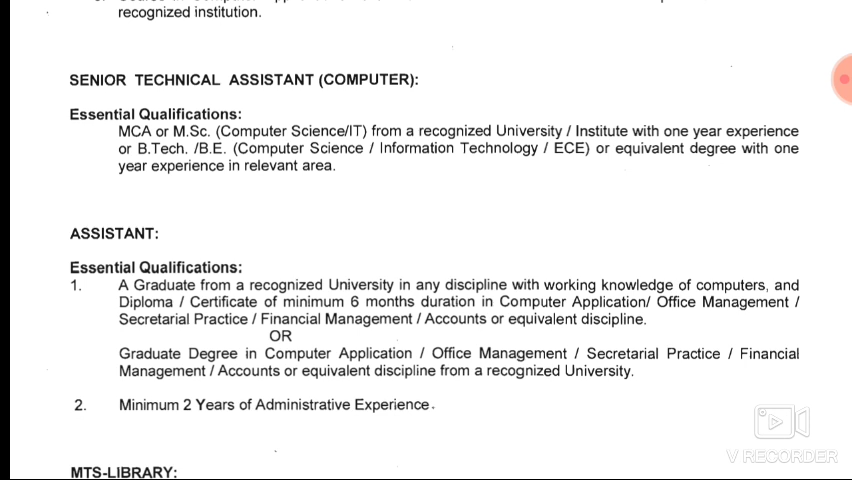 recognized institution.
SENIOR TECHNICAL ASSISTANT (COMPUTER):
Essential Qualifications:
MCA or M.Sc. (Computer Science/IT) from a recognized University / Institute with one year experience
or B.Tech. /B.E. (Computer Science / Information Technology / ECE) or equivalent degree with one
year experience in relevant area.
ASSISTANT:
Essential Qualifications:
1. A Graduate from a recognized University in any discipline with working knowledge of computers, and
Diploma / Certificate of minimum 6 months duration in Computer Application/ Office Management /
Secretarial Practice / Financial Management / Accounts or equivalent discipline.
OR
Graduate Degree in Computer Application / Office Management / Secretarial Practice / Financial
Management / Accounts or equivalent discipline from a recognized University.
2. Minimum 2 Years of Administrative Experience.
MTS-LIBRARY:
V RECORDER